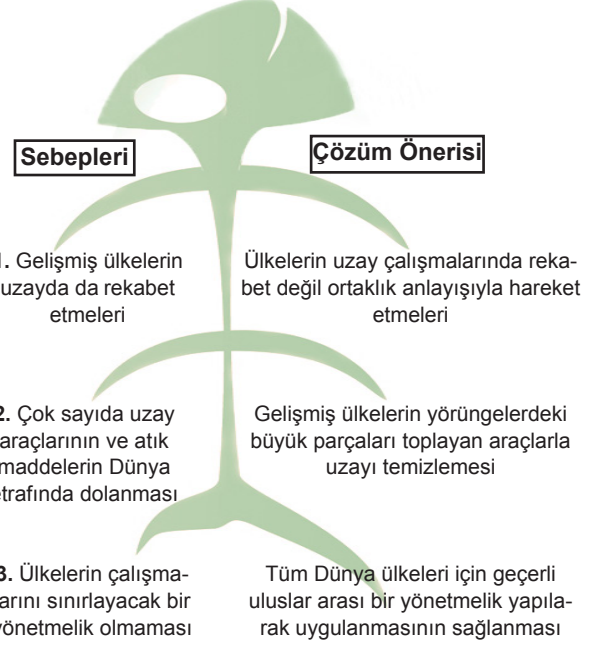 Sebepleri
Çözüm Önerisi
1. Gelişmiş ülkelerin
uzayda da rekabet
etmeleri
Ülkelerin uzay çalışmalarında reka-
bet değil ortaklık anlayışıyla hareket
etmeleri
2. Çok sayıda uzay
araçlarının ve atık
maddelerin Dünya
etrafında dolanması
Gelişmiş ülkelerin yörüngelerdeki
büyük parçaları toplayan araçlarla
uzayı temizlemesi
3. Ülkelerin çalışma-
larını sınırlayacak bir
yönetmelik olmaması
Tüm Dünya ülkeleri için geçerli
uluslar arası bir yönetmelik yapıla-
rak uygulanmasının sağlanması